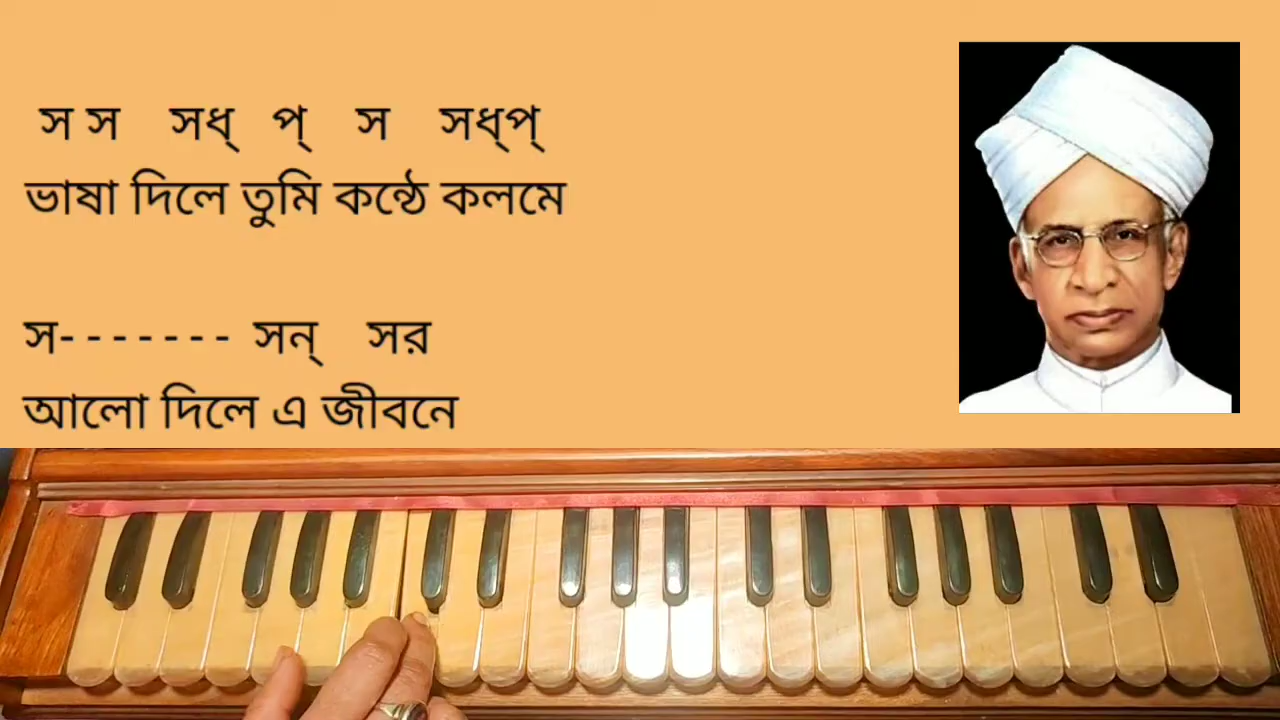 স স সধ্ প্ স সধ্প্
ভাষা দিলে তুমি কন্ঠে কলমে
স- - - - - - - সন্ সর
আলো দিলে এ জীবনে